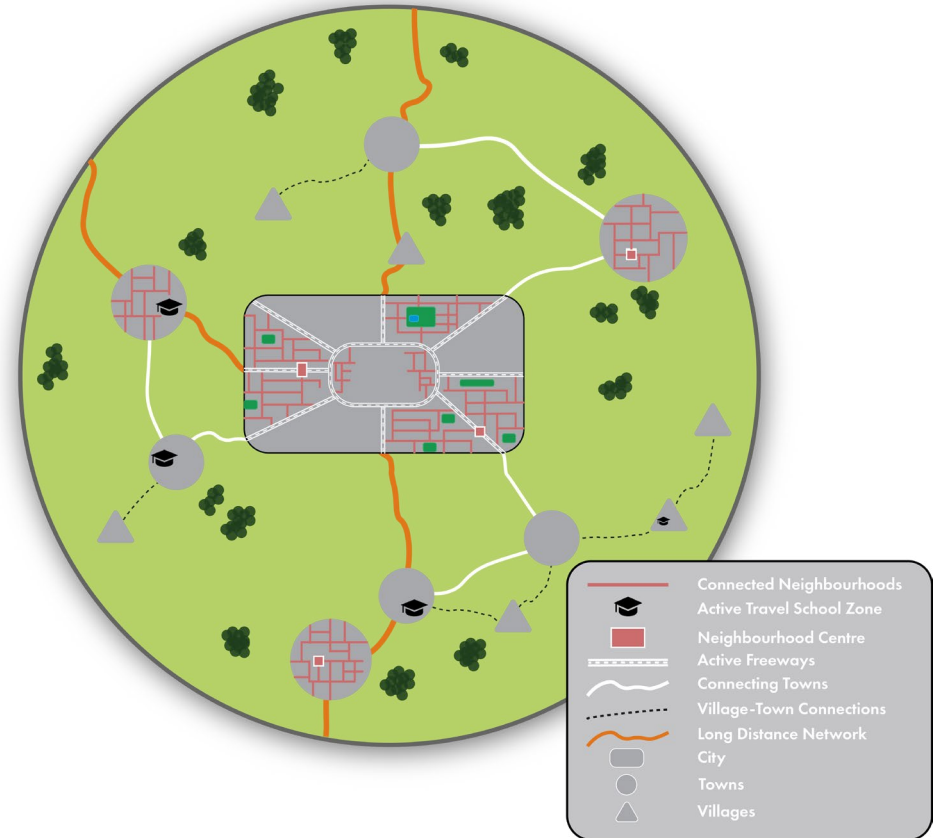 Connected Neighbourhoods
Active Travel School Zone
Neighbourhood Centre
Active Freeways
Connecting Towns
Village-Town Connections
Long Distance Network
City
Towns
Villages